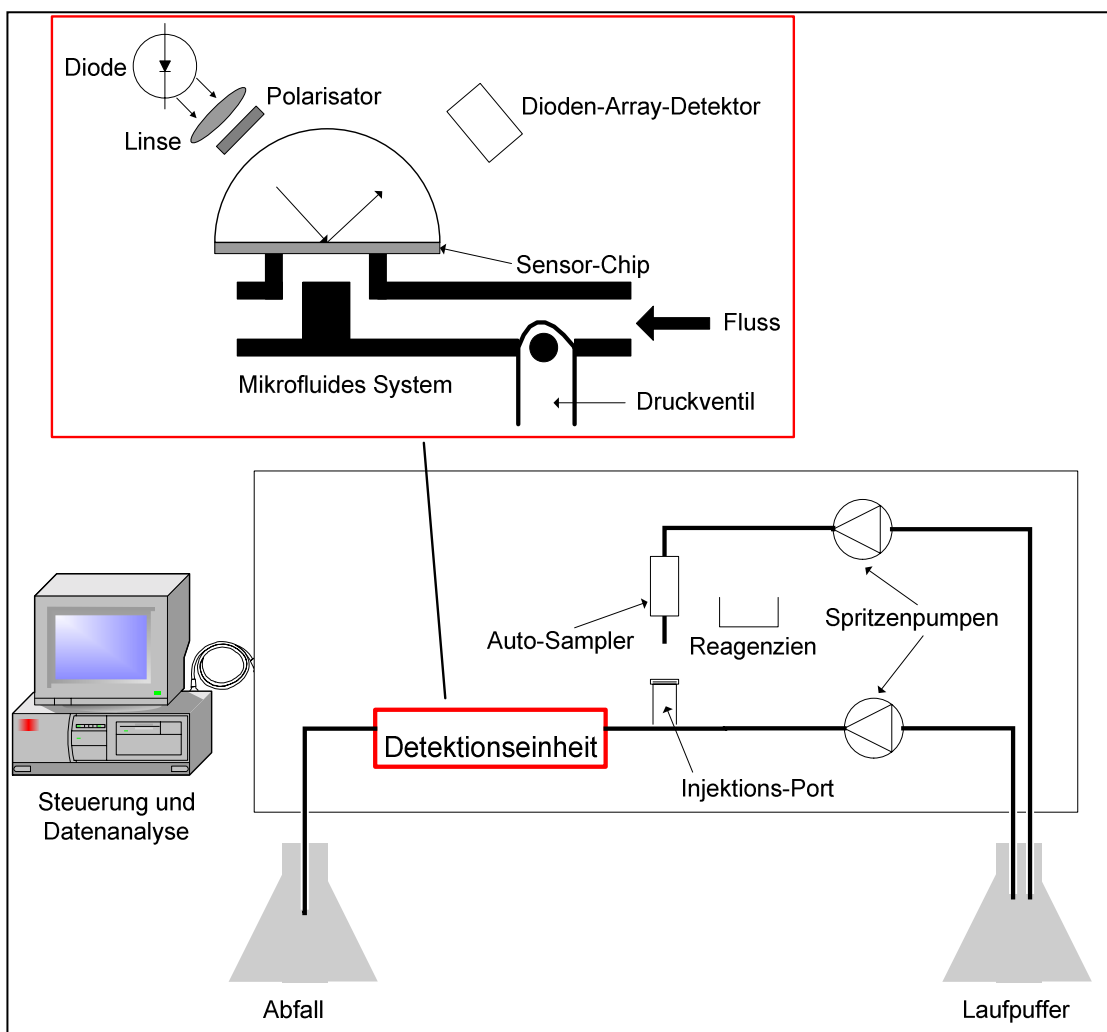 Diode
Polarisator
Linse
Dioden-Array-Detektor
Sensor-Chip
Fluss
Mikrofluides System
Druckventil
Auto-Sampler
Reagenzien
Spritzenpumpen
Detektionseinheit
Injektions-Port
Steuerung und
Datenanalyse
Abfall
Laufpuffer